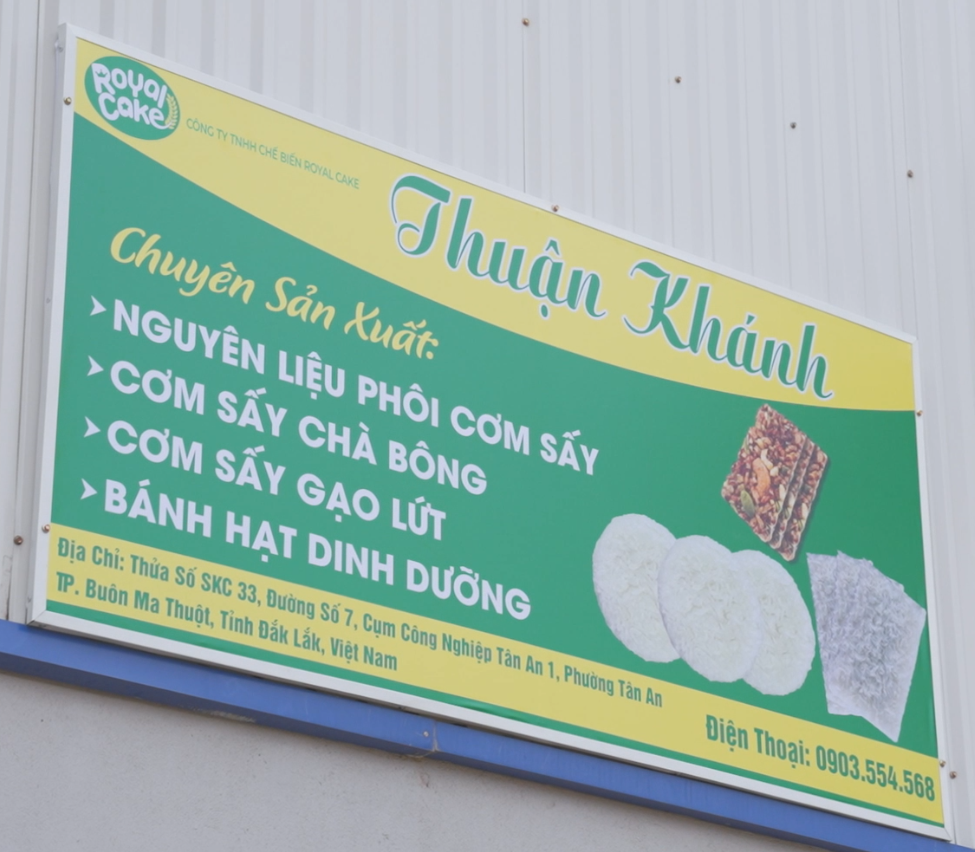 Royal
Cake
CÔNG TY TNHH CHẾ BIẾN ROYAL CAKE
Thuận Khánh
Chuyên Sản Xuất:
➤ NGUYÊN LIỆU PHÔI CƠM SẤY
➤ CƠM SẤY CHÀ BÔNG
➤ CƠM SẤY GẠO LỨT
➤ BÁNH HẠT DINH DƯỠNG
Địa Chỉ: Thửa Số SKC 33, Đường Số 7, Cụm Công Nghiệp Tân An 1, Phường Tân An
TP. Buôn Ma Thuột, Tỉnh Đắk Lắk, Việt Nam
Điện Thoại: 0903.554.568